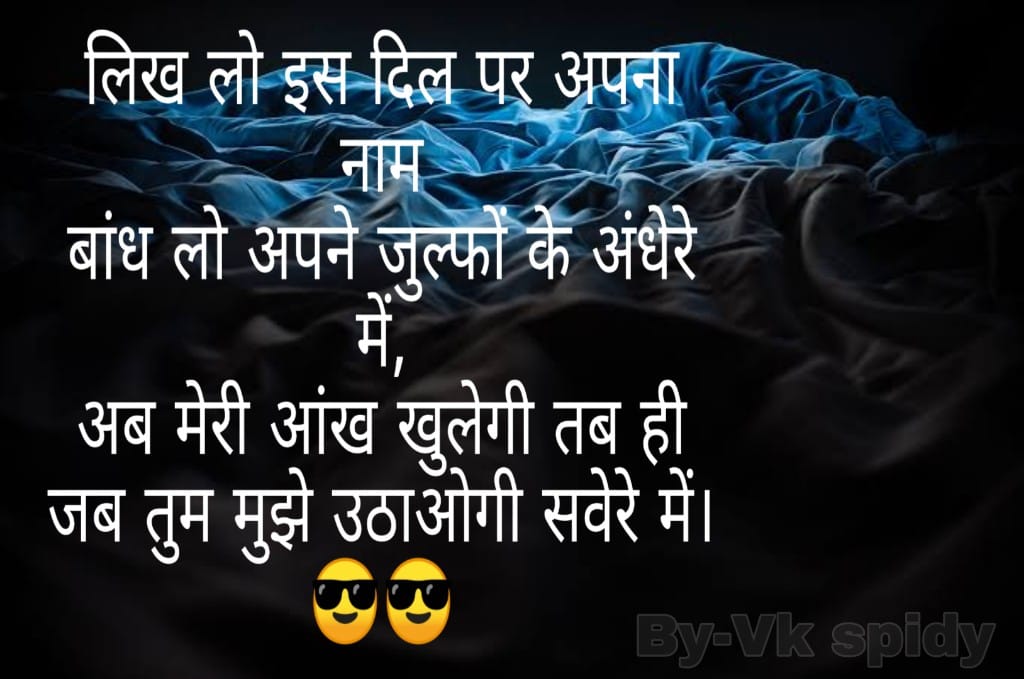 लिख लो इस दिल पर अपना
नाम
बांध लो अपने जुल्फों के अंधेरे
में,
अब मेरी आंख खुलेगी तब ही
जब तुम मुझे उठाओगी सवेरे में।
😎😎
By-Vk spidy